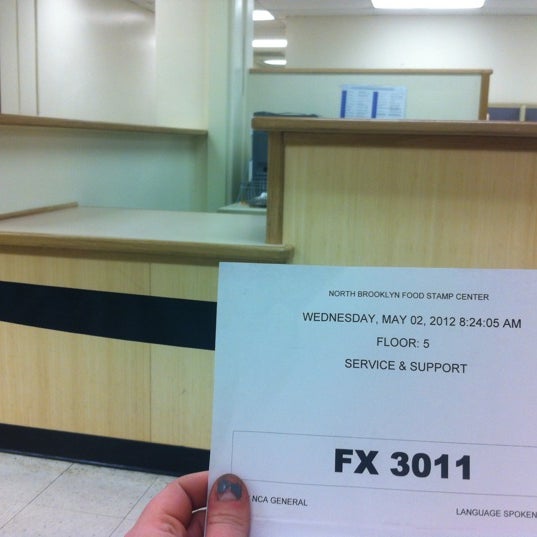 NORTH BROOKLYN FOOD STAMP CENTER
WEDNESDAY, MAY 02, 2012 8:24:05 AM
FLOOR: 5
SERVICE & SUPPORT
FX 3011
NCA GENERAL
LANGUAGE SPOKEN